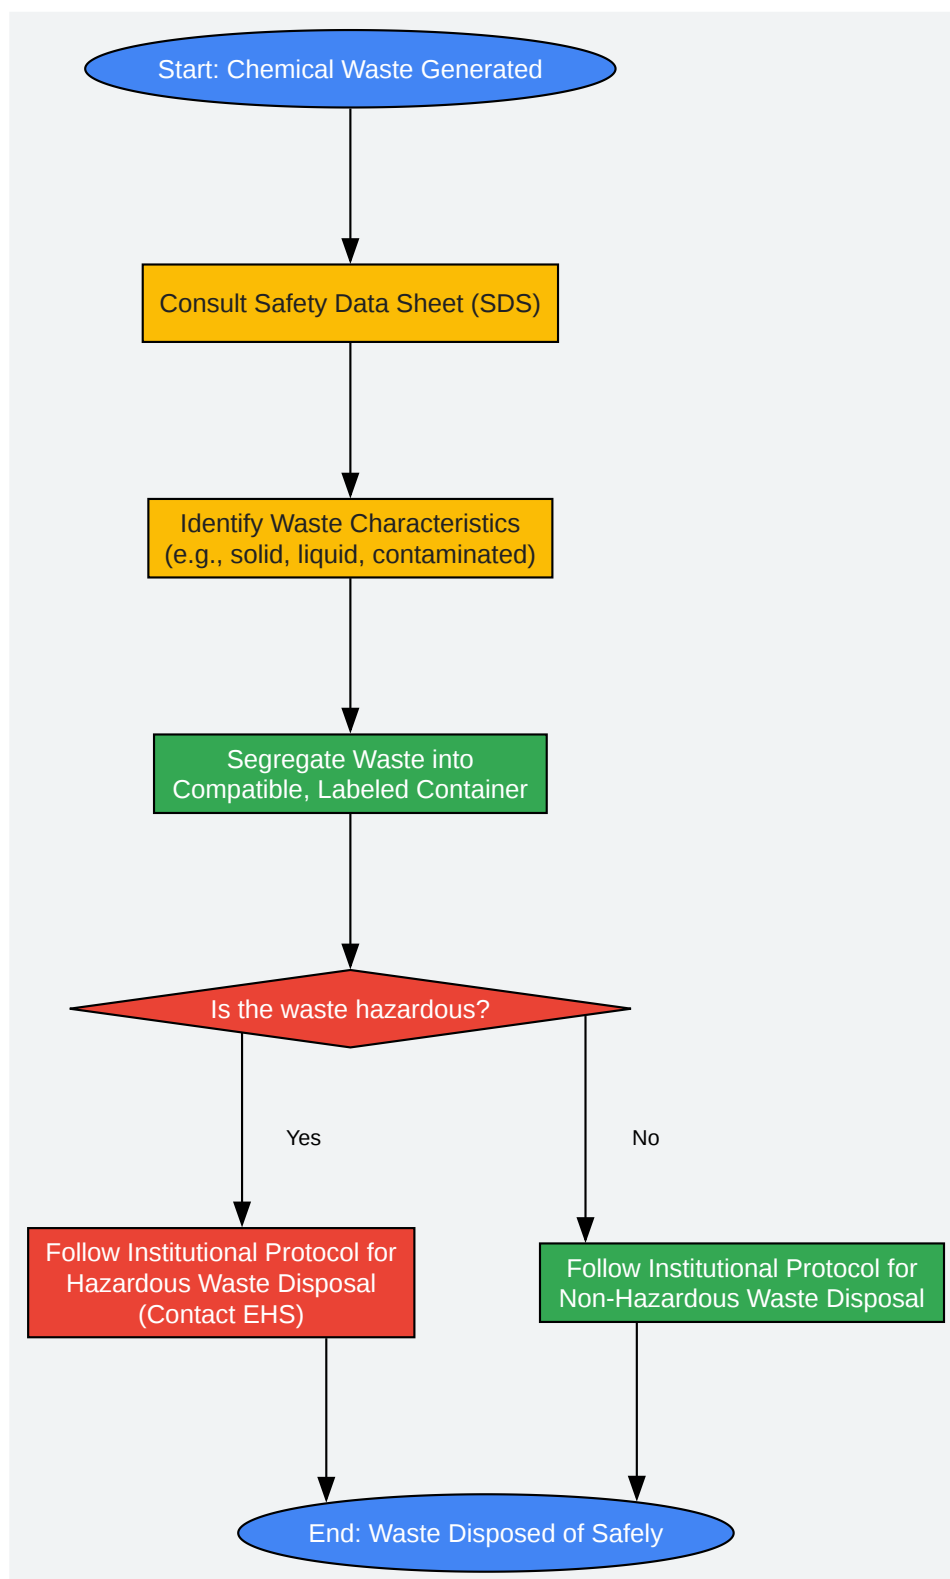 Start: Chemical Waste Generated
Consult Safety Data Sheet (SDS)
Identify Waste Characteristics
(e.g., solid, liquid, contaminated)
Segregate Waste into
Compatible, Labeled Container
Is the waste hazardous?
Yes
No
Follow Institutional Protocol for
Hazardous Waste Disposal
(Contact EHS)
Follow Institutional Protocol for
Non-Hazardous Waste Disposal
End: Waste Disposed of Safely